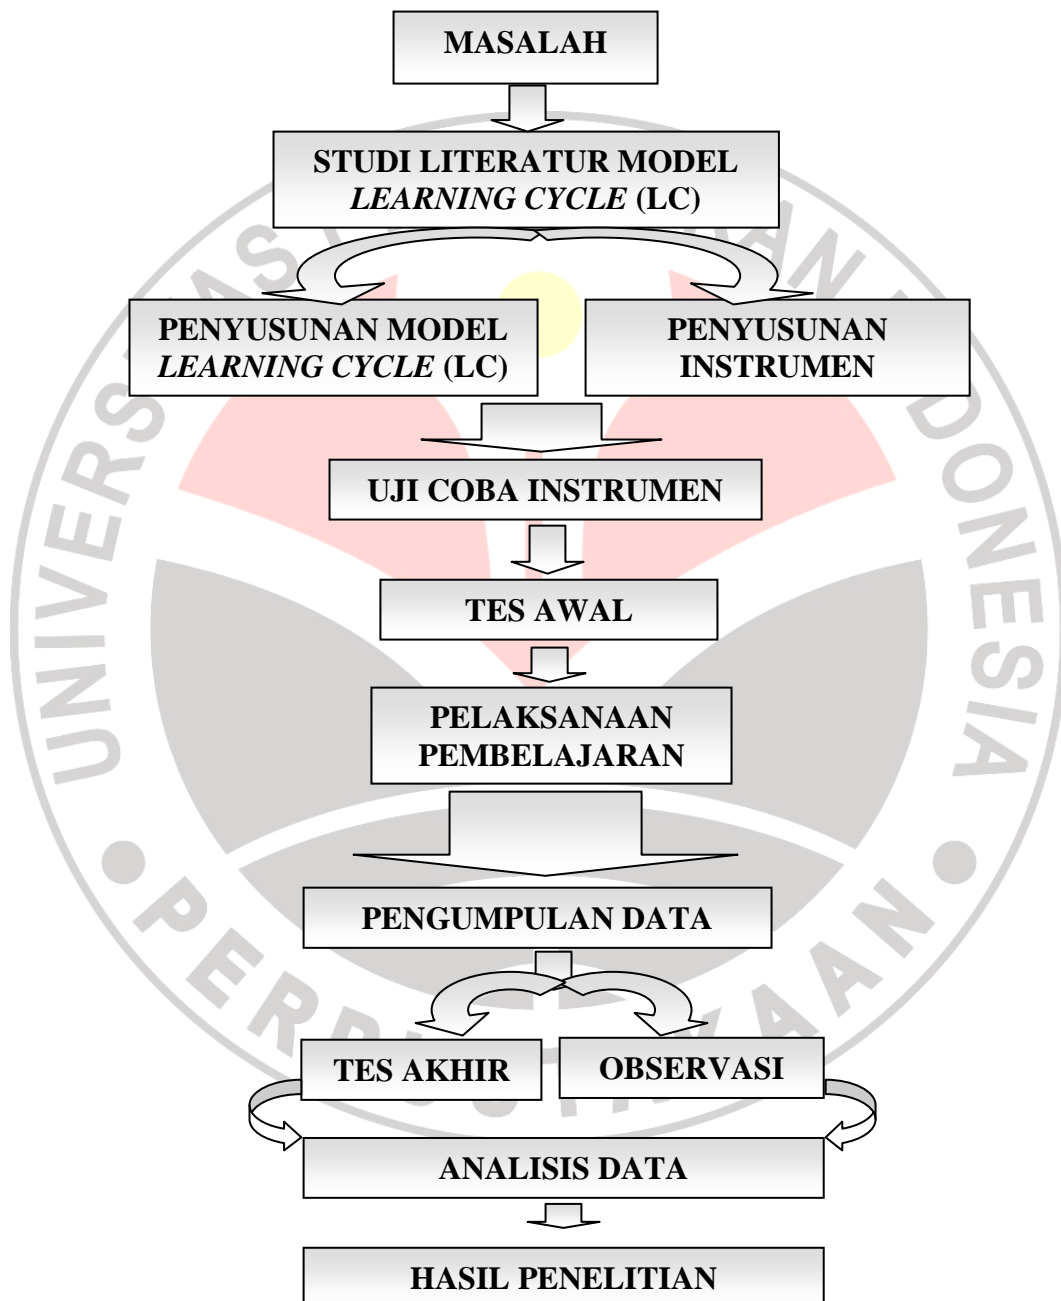 MASALAH
STUDI LITERATUR MODEL
LEARNING CYCLE (LC)
PENYUSUNAN MODEL
LEARNING CYCLE (LC)
PENYUSUNAN
INSTRUMEN
UJI COBA INSTRUMEN
TES AWAL
PELAKSANAAN
PEMBELAJARAN
PENGUMPULAN DATA
TES AKHIR
OBSERVASI
ANALISIS DATA
HASIL PENELITIAN